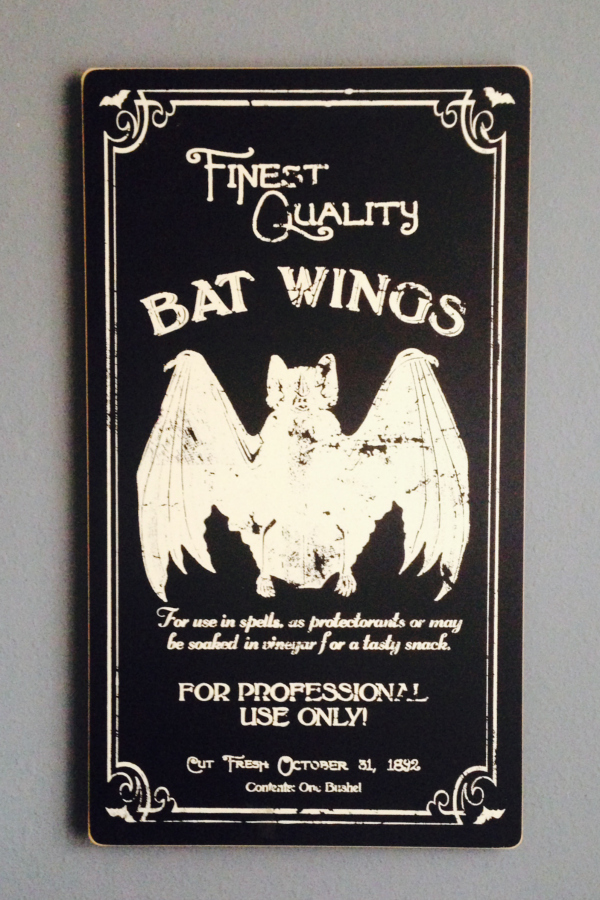 Finest
Quality
Bat Wings
For use in spells, as protectorants or may
be soaked in vinegar for a tasty snack.
FOR PROFESSIONAL
USE ONLY!
Cut Fresh October 31, 1892
Contents: One Bushel